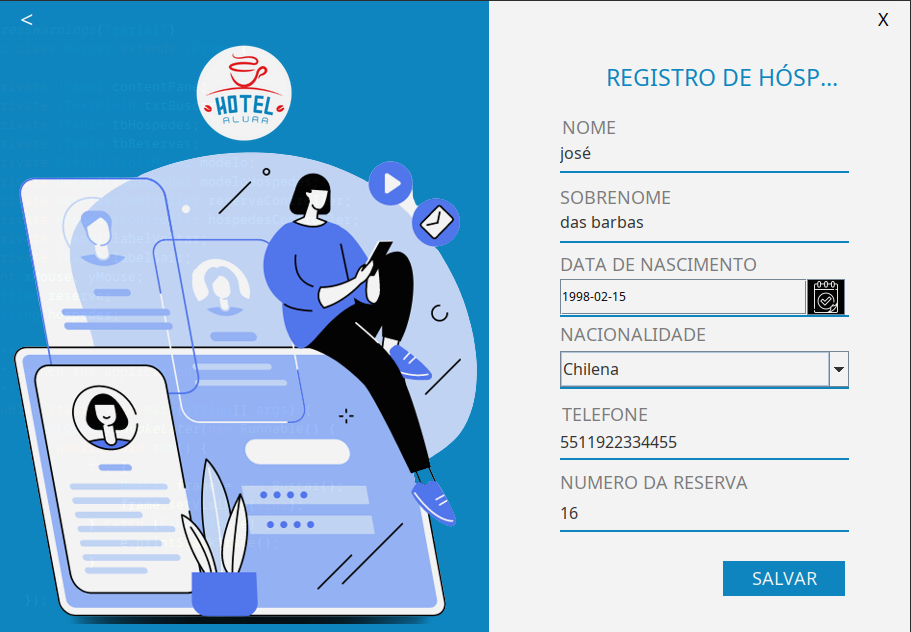 <
X
HOTEL
ALURA
REGISTRO DE HÓSP...
NOME
josé
SOBRENOME
das barbas
DATA DE NASCIMENTO
1998-02-15
NACIONALIDADE
Chilena
TELEFONE
5511922334455
NUMERO DA RESERVA
16
SALVAR